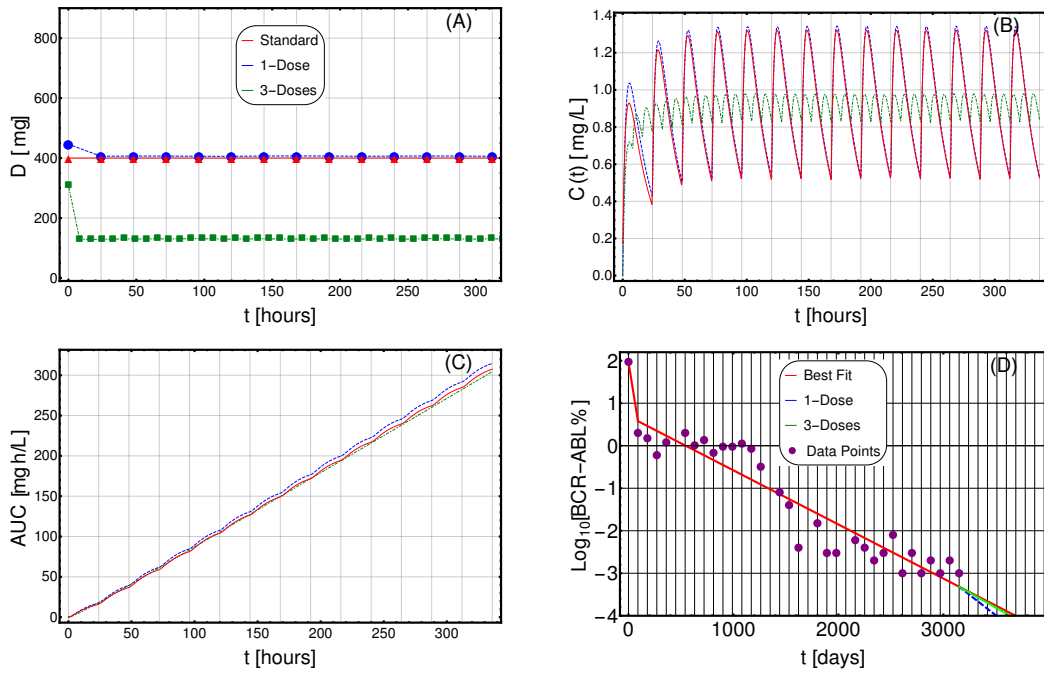 (A)
Standard
1-Dose
3-Doses
D [mg]
800
600
400
200
0
0 50 100 150 200 250 300
t [hours]
(B)
C(t) [mg/L]
1.4
1.2
1.0
0.8
0.6
0.4
0.2
0.0
0 50 100 150 200 250 300
t [hours]
(C)
AUC [mg h/L]
300
250
200
150
100
50
0
0 50 100 150 200 250 300
t [hours]
(D)
Best Fit
1-Dose
3-Doses
Data Points
Log10[BCR-ABL%]
2
1
0
-1
-2
-3
-4
0 1000 2000 3000
t [days]